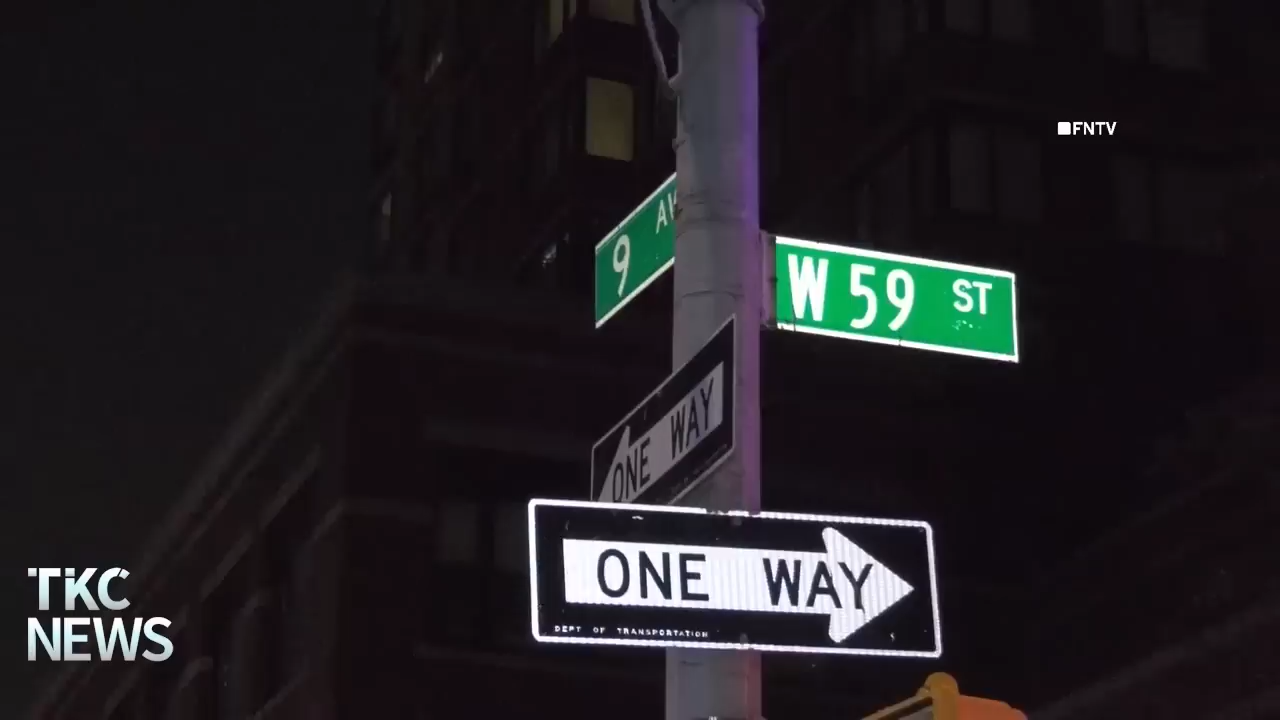 FNTV
9 AV
W 59 ST
ONE WAY
ONE WAY
DEPT OF TRANSPORTATION
TKC
NEWS